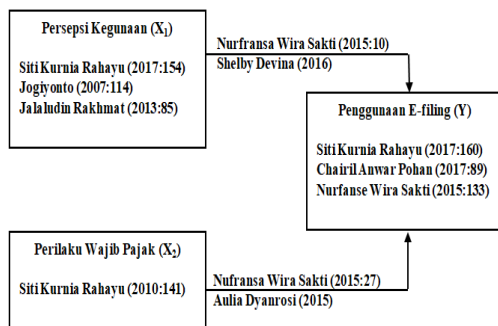 Persepsi Kegunaan (X₁)
Siti Kurnia Rahayu (2017:154)
Jogiyonto (2007:114)
Jalaludin Rakhmat (2013:85)
Nurfransa Wira Sakti (2015:10)
Shelby Devina (2016)
Penggunaan E-filing (Y)
Siti Kurnia Rahayu (2017:160)
Chairil Anwar Pohan (2017:89)
Nurfanse Wira Sakti (2015:133)
Perilaku Wajib Pajak (X₂)
Siti Kurnia Rahayu (2010:141)
Nufransa Wira Sakti (2015:27)
Aulia Dyanrosi (2015)